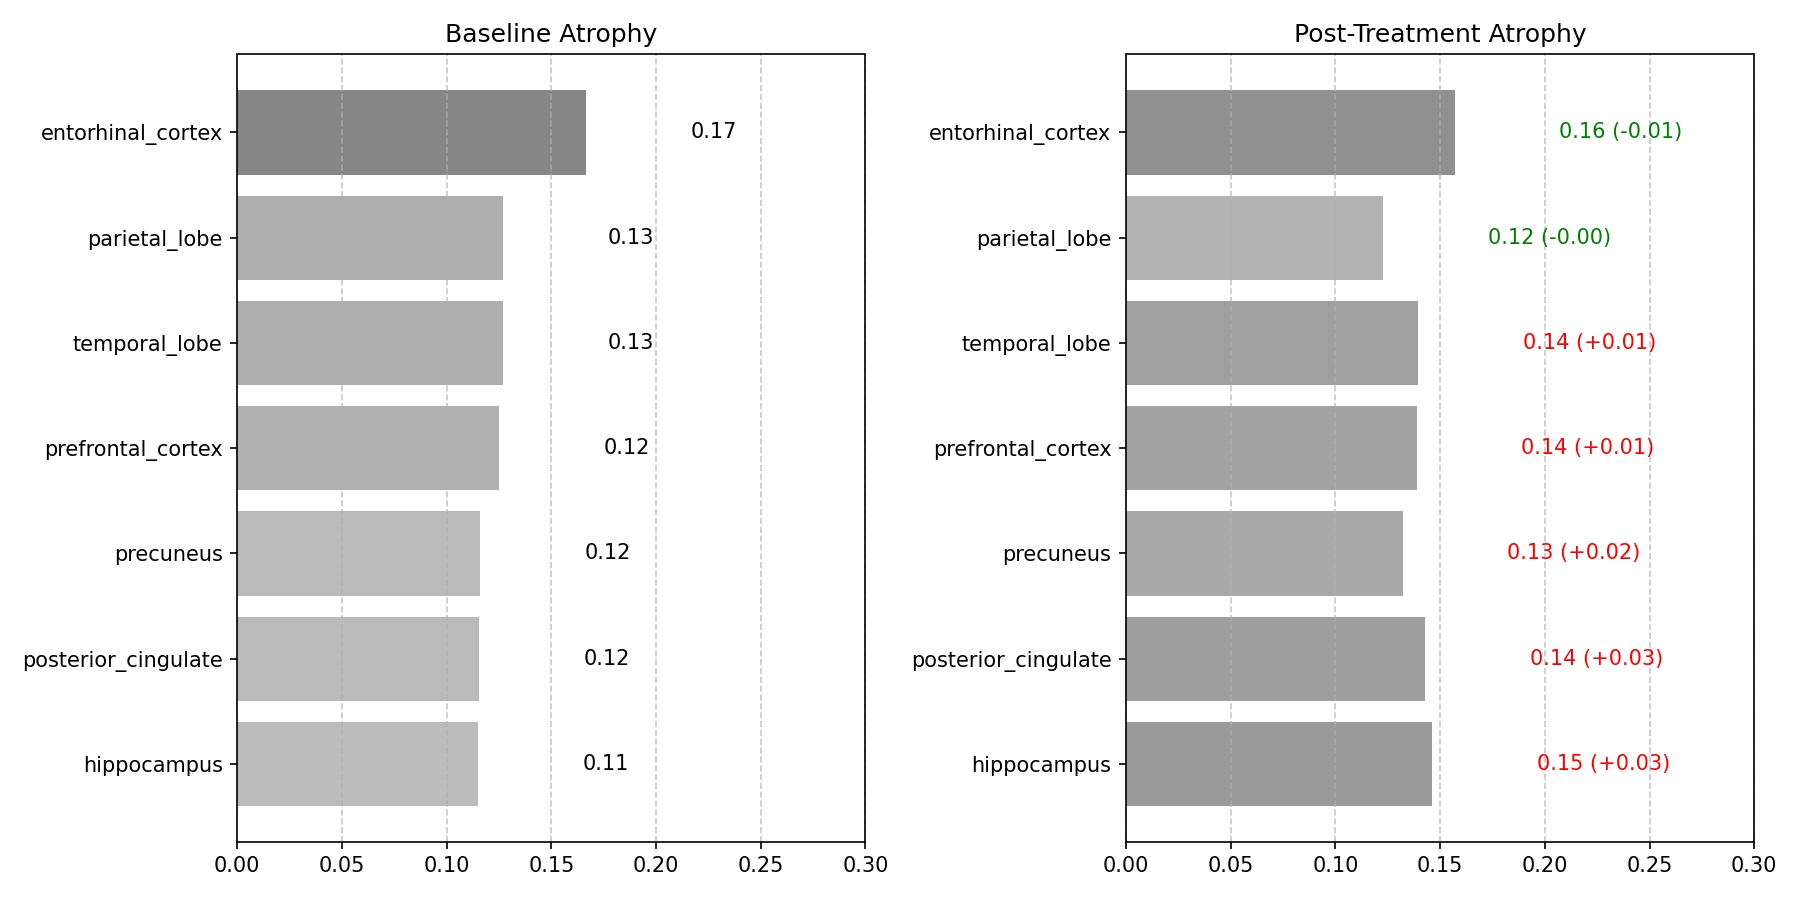 Baseline Atrophy
entorhinal_cortex
0.17
parietal_lobe
0.13
temporal_lobe
0.13
prefrontal_cortex
0.12
precuneus
0.12
posterior_cingulate
0.12
hippocampus
0.11
0.00 0.05 0.10 0.15 0.20 0.25 0.30
Post-Treatment Atrophy
entorhinal_cortex
0.16 (-0.01)
parietal_lobe
0.12 (-0.00)
temporal_lobe
0.14 (+0.01)
prefrontal_cortex
0.14 (+0.01)
precuneus
0.13 (+0.02)
posterior_cingulate
0.14 (+0.03)
hippocampus
0.15 (+0.03)
0.00 0.05 0.10 0.15 0.20 0.25 0.30